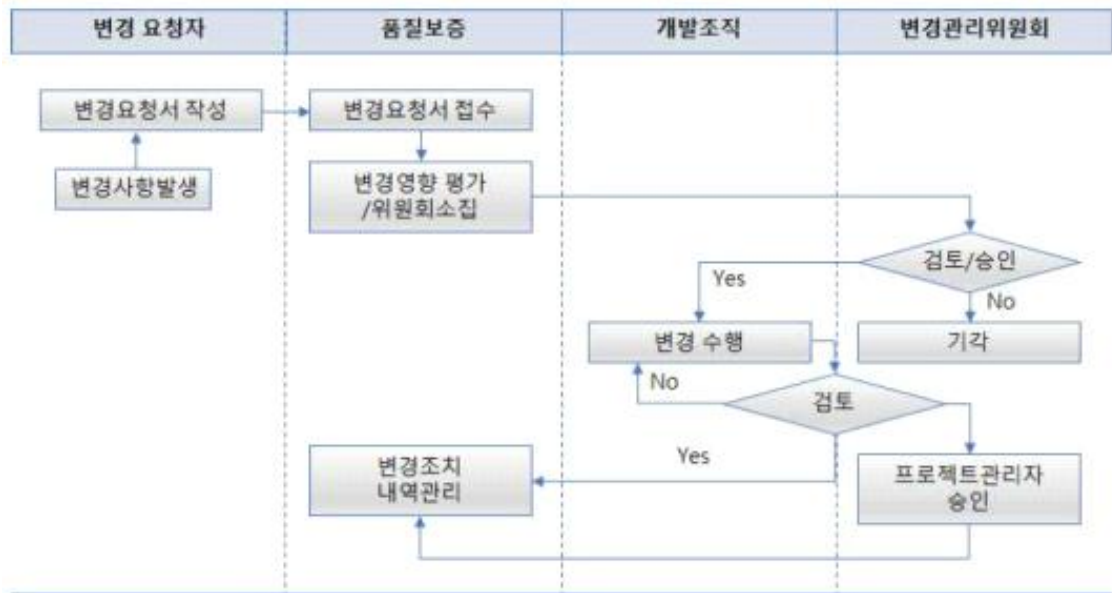 변경 요청자
품질보증
개발조직
변경관리위원회
변경요청서 작성
변경요청서 접수
변경사항발생
변경영향 평가
/위원회소집
검토/승인
Yes
No
변경 수행
기각
No
검토
Yes
변경조치
내역관리
프로젝트관리자
승인